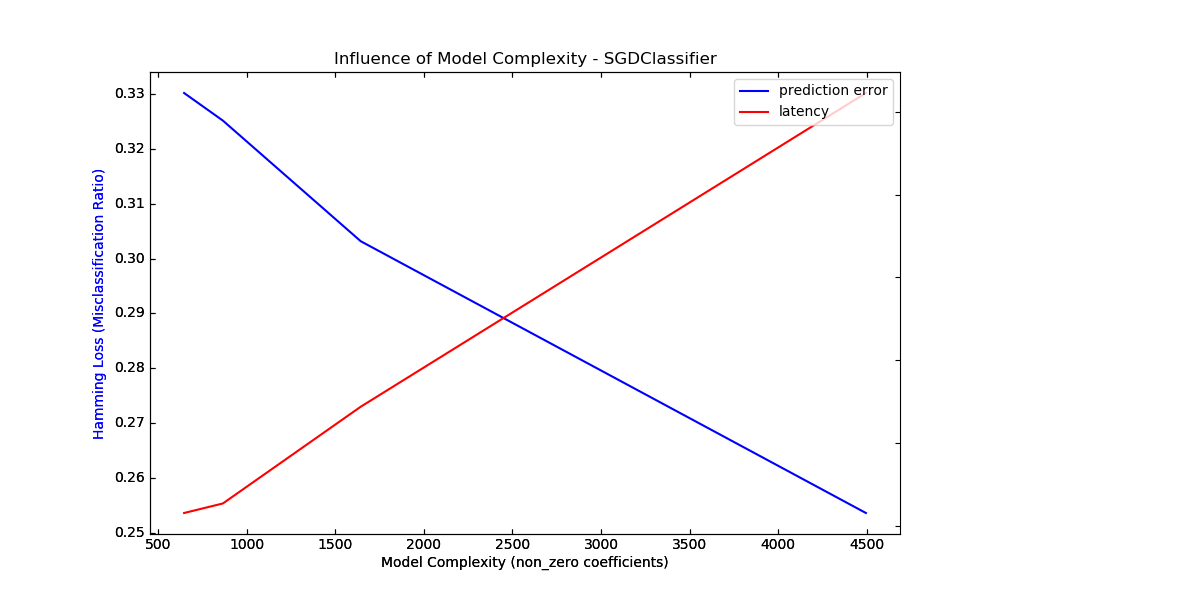 Influence of Model Complexity - SGDClassifier
prediction error
latency
0.33
0.32
0.31
0.30
0.29
0.28
0.27
0.26
0.25
Hamming Loss (Misclassification Ratio)
500 1000 1500 2000 2500 3000 3500 4000 4500
Model Complexity (non_zero coefficients)